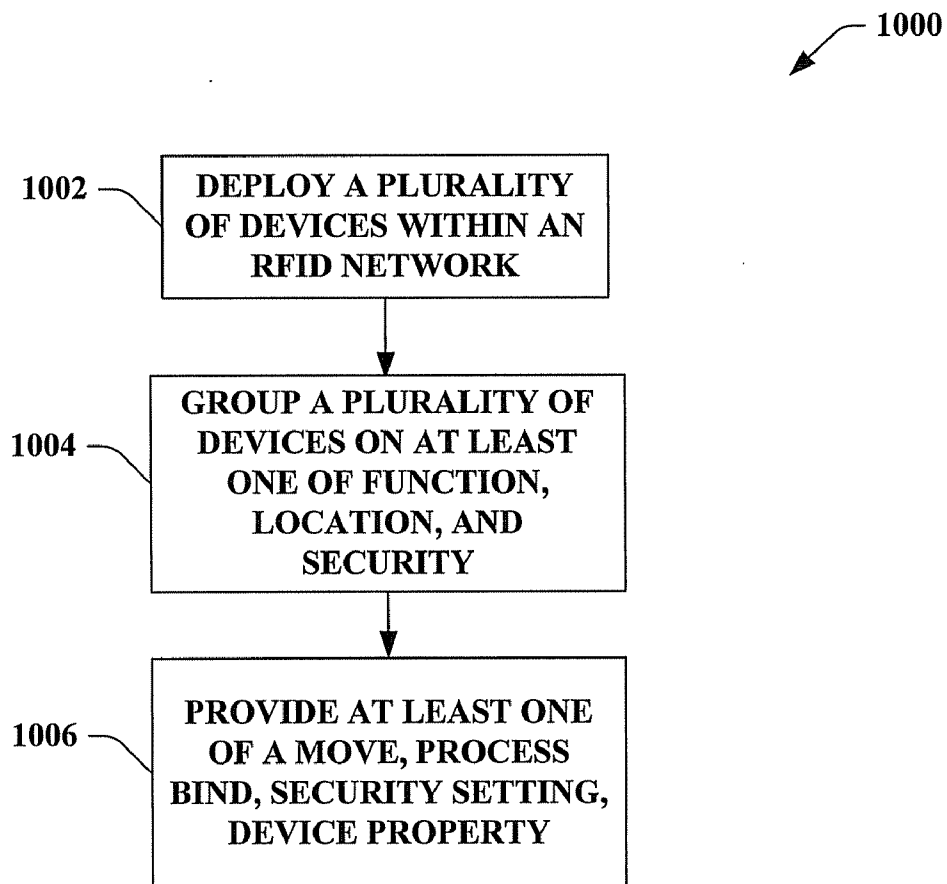 1000
1002
DEPLOY A PLURALITY
OF DEVICES WITHIN AN
RFID NETWORK
1004
GROUP A PLURALITY OF
DEVICES ON AT LEAST
ONE OF FUNCTION,
LOCATION, AND
SECURITY
1006
PROVIDE AT LEAST ONE
OF A MOVE, PROCESS
BIND, SECURITY SETTING,
DEVICE PROPERTY